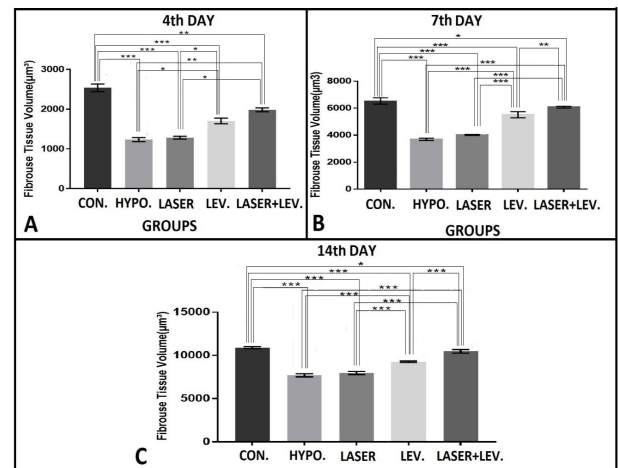 4th DAY
**
***
*** *
*** **
* *
Fibrouse Tissue Volume(µm³)
3000
2000
1000
0
CON. HYPO. LASER LEV. LASER+LEV.
A
GROUPS
7th DAY
*
*** **
***
*** ***
*** ***
***
Fibrouse Tissue Volume(µm3)
8000
6000
4000
2000
0
CON. HYPO. LASER LEV. LASER+LEV.
B
GROUPS
14th DAY
*
*** ***
***
*** ***
*** ***
***
Fibrouse Tissue Volume(µm³)
15000
10000
5000
0
CON. HYPO. LASER LEV. LASER+LEV.
C